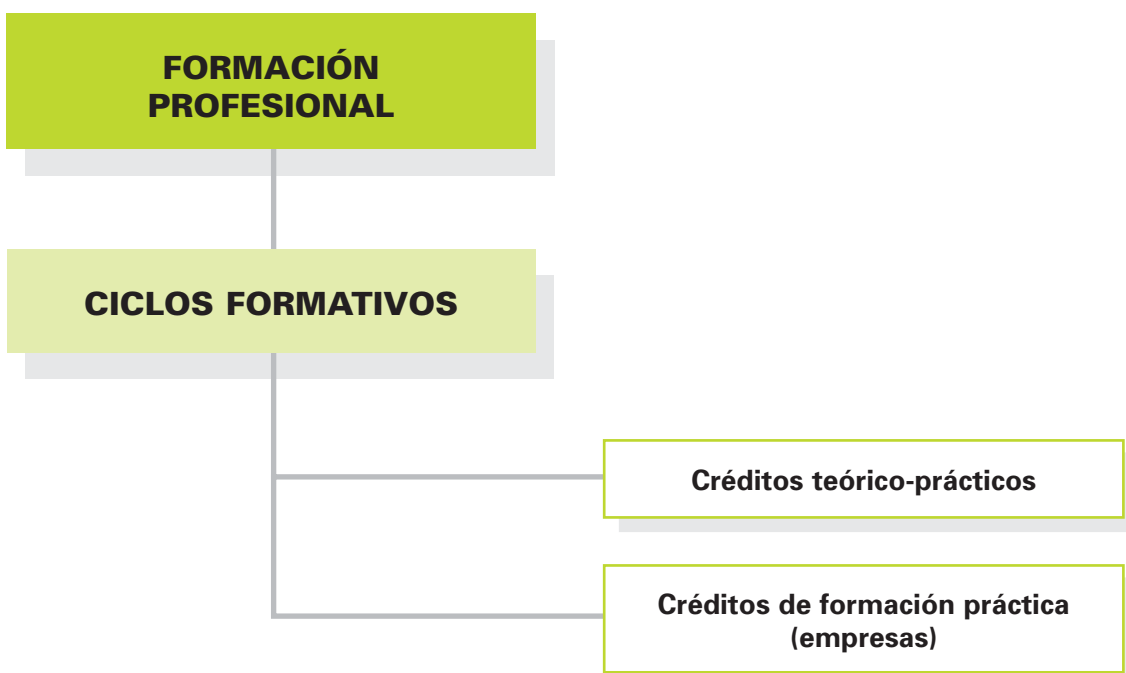 FORMACIÓN
PROFESIONAL
CICLOS FORMATIVOS
Créditos teórico-prácticos
Créditos de formación práctica
(empresas)